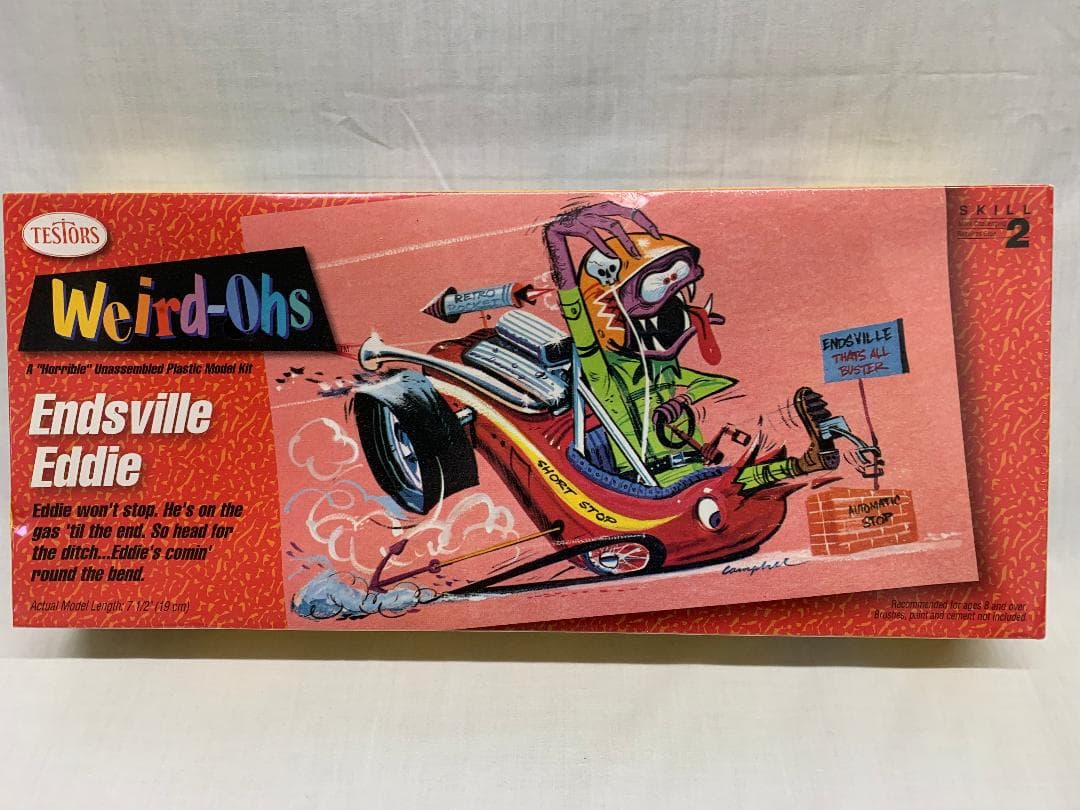 TESTORS
Weird-Ohs
TM
A "Horrible" Unassembled Plastic Model Kit
Endsville
Eddie
Eddie won't stop. He's on the
gas 'til the end. So head for
the ditch...Eddie's comin'
round the bend.
Actual Model Length: 7 1/2" (19 cm)
RETRO
ROCKET
SHORT STOP
Campbell
ENDSVILLE
THATS ALL
BUSTER
AUTOMATIC
STOP
SKILL
2
Recommended for ages 8 and over
Brushes, paint and cement not included